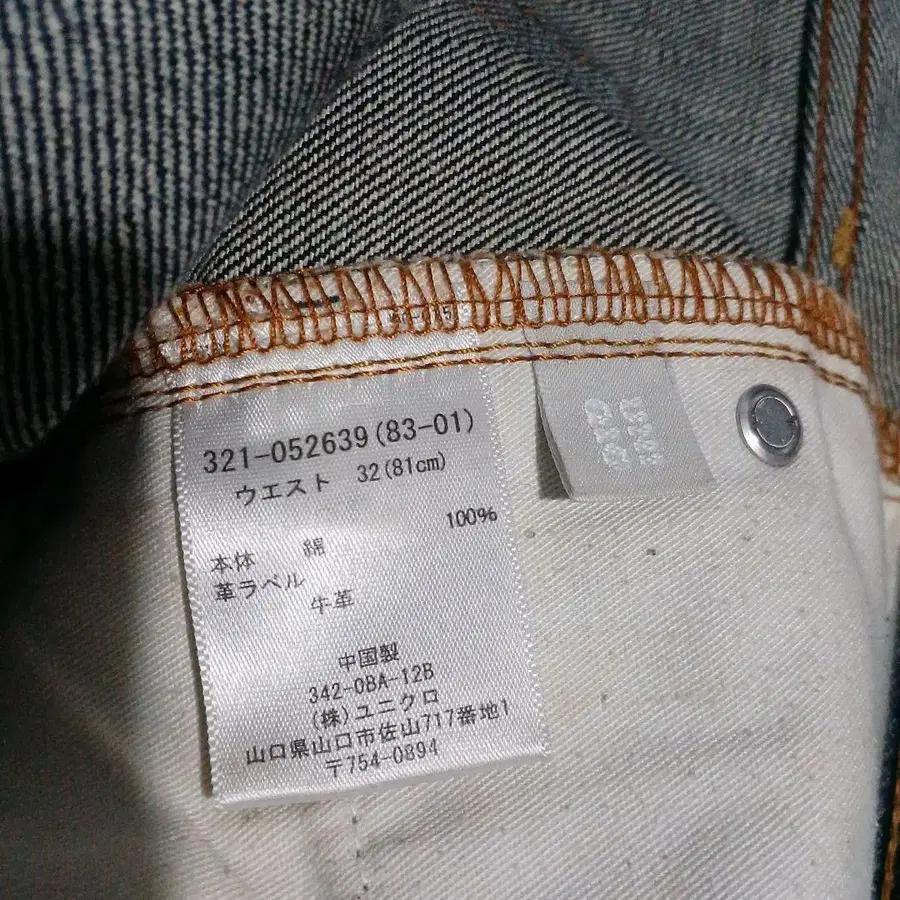 321-052639(83-01)
ウエスト 32(81cm)
100%
本体 綿
革ラベル
牛革
中国製
342-0BA-12B
(株)ユニクロ
山口県山口市佐山717番地1
〒754-0894